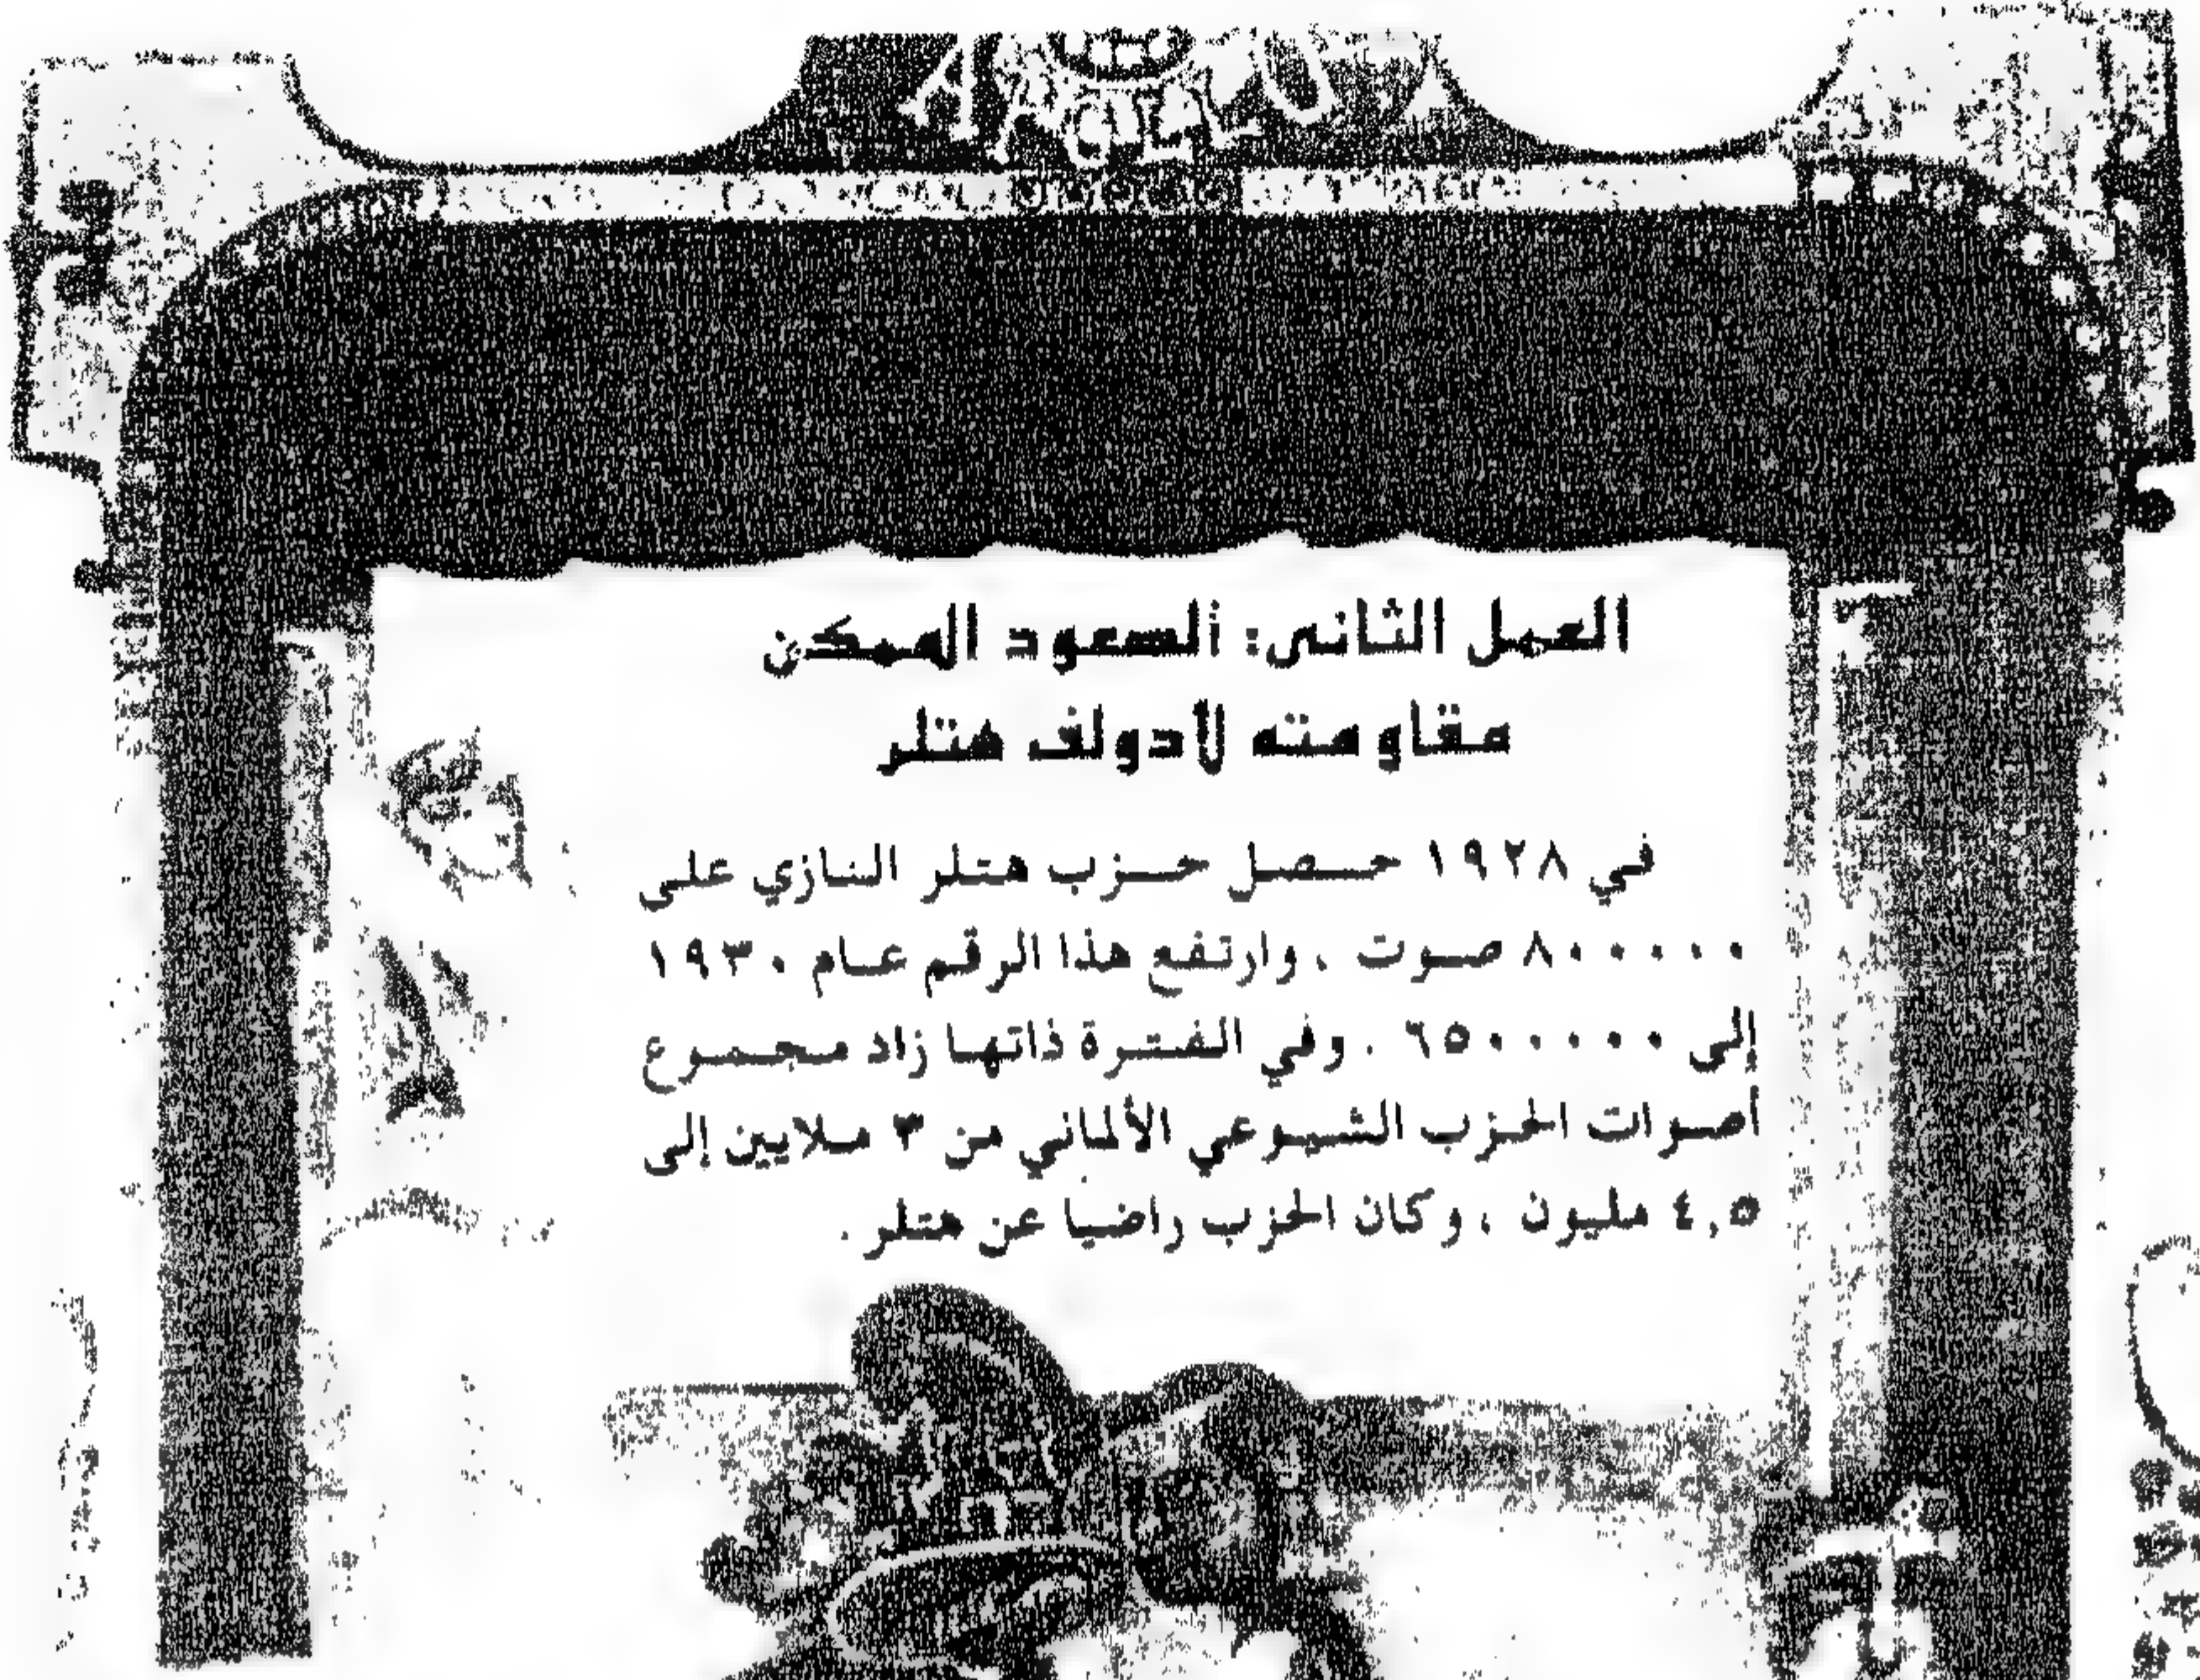 العمل الثانى: ألصعود الممكن
مقاومته لأدولف هتلر
في ١٩٢٨ حصل حزب هتلر النازي على
٨٠٠٠٠٠ صوت ، وارتفع هذا الرقم عام ١٩٣٠
إلى ٦٥٠٠٠٠٠ . وفي الفترة ذاتها زاد مجموع
أصوات الحزب الشيوعي الألماني من ٣ ملايين إلى
٤,٥ مليون ، وكان الحزب راضيا عن هتلر .